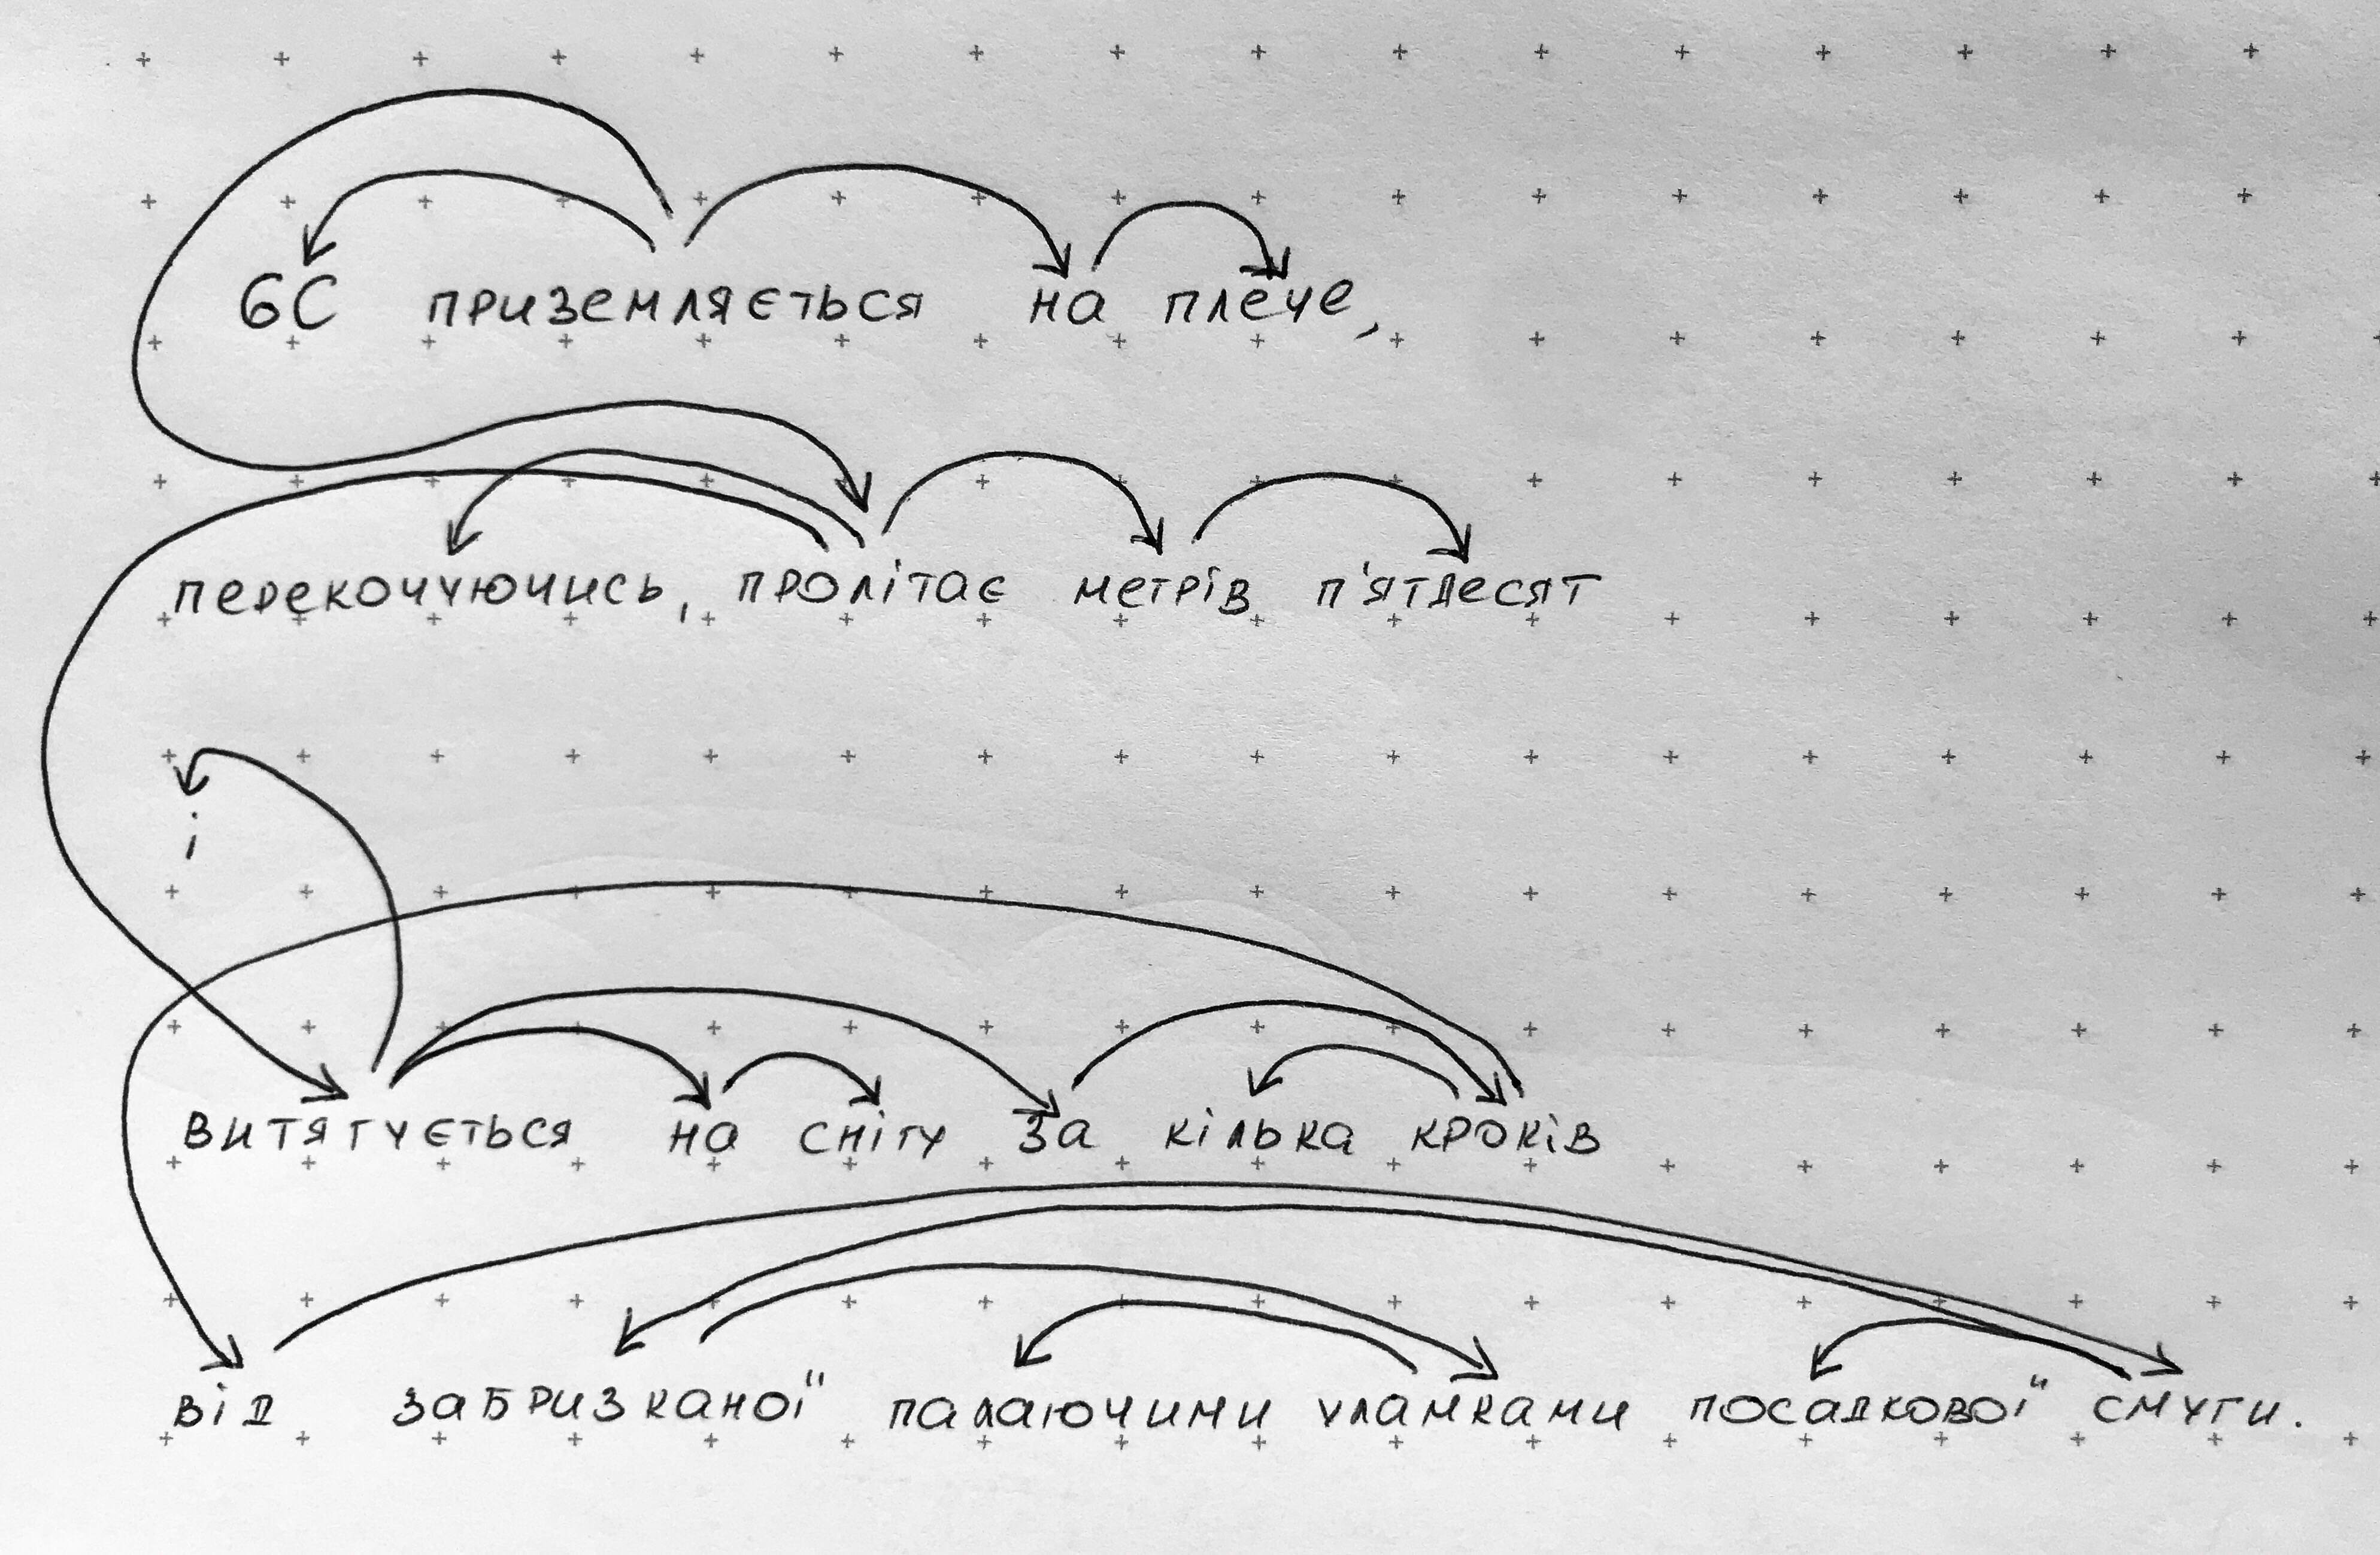 6С приземляється на плече,
перекочуючись, пролітає метрів п'ятдесят
і
витягується на снігу за кілька кроків
від забризканої палаючими уламками посадкової смуги.